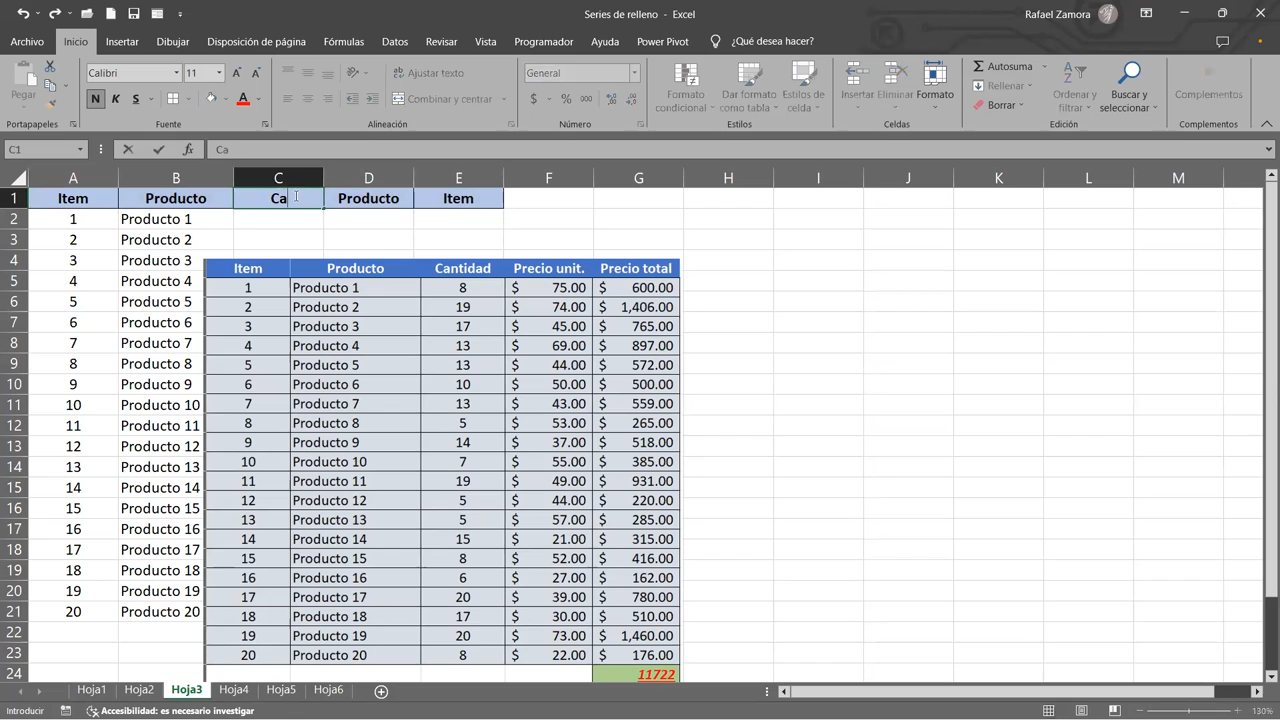 Series de relleno - Excel
Rafael Zamora
Archivo Inicio Insertar Dibujar Disposición de página Fórmulas Datos Revisar Vista Programador Ayuda Power Pivot ¿Qué desea hacer?
Pegar
Portapapeles
Calibri 11
N K S
Fuente
Ajustar texto
Combinar y centrar
Alineación
General
$ % 000
Número
Formato condicional
Dar formato como tabla
Estilos de celda
Estilos
Insertar Eliminar Formato
Celdas
Autosuma
Rellenar
Borrar
Ordenar y filtrar
Buscar y seleccionar
Edición
Complementos
Complementos
C1 fx Ca
A B C D E F G H I J K L M
1 Item Producto Ca Producto Item
2 1 Producto 1
3 2 Producto 2
4 3 Producto 3
5 4 Producto 4
6 5 Producto 5
7 6 Producto 6
8 7 Producto 7
9 8 Producto 8
10 9 Producto 9
11 10 Producto 10
12 11 Producto 11
13 12 Producto 12
14 13 Producto 13
15 14 Producto 14
16 15 Producto 15
17 16 Producto 16
18 17 Producto 17
19 18 Producto 18
20 19 Producto 19
21 20 Producto 20
22
23
24
Item Producto Cantidad Precio unit. Precio total
1 Producto 1 8 $ 75.00 $ 600.00
2 Producto 2 19 $ 74.00 $ 1,406.00
3 Producto 3 17 $ 45.00 $ 765.00
4 Producto 4 13 $ 69.00 $ 897.00
5 Producto 5 13 $ 44.00 $ 572.00
6 Producto 6 10 $ 50.00 $ 500.00
7 Producto 7 13 $ 43.00 $ 559.00
8 Producto 8 5 $ 53.00 $ 265.00
9 Producto 9 14 $ 37.00 $ 518.00
10 Producto 10 7 $ 55.00 $ 385.00
11 Producto 11 19 $ 49.00 $ 931.00
12 Producto 12 5 $ 44.00 $ 220.00
13 Producto 13 5 $ 57.00 $ 285.00
14 Producto 14 15 $ 21.00 $ 315.00
15 Producto 15 8 $ 52.00 $ 416.00
16 Producto 16 6 $ 27.00 $ 162.00
17 Producto 17 20 $ 39.00 $ 780.00
18 Producto 18 17 $ 30.00 $ 510.00
19 Producto 19 20 $ 73.00 $ 1,460.00
20 Producto 20 8 $ 22.00 $ 176.00
11722
Hoja1 Hoja2 Hoja3 Hoja4 Hoja5 Hoja6
Introducir Accesibilidad: es necesario investigar 130%